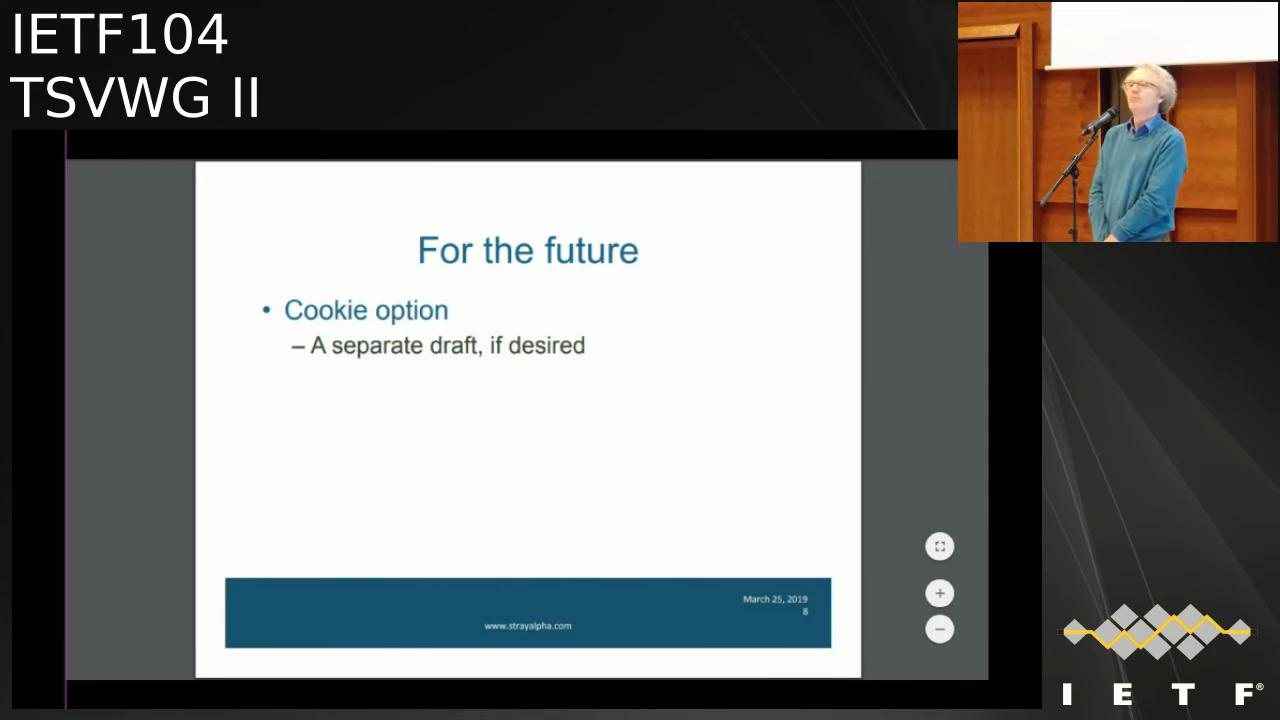 IETF104
TSVWG II
For the future
• Cookie option
– A separate draft, if desired
March 25, 2019
8
www.strayalpha.com
I E T F®